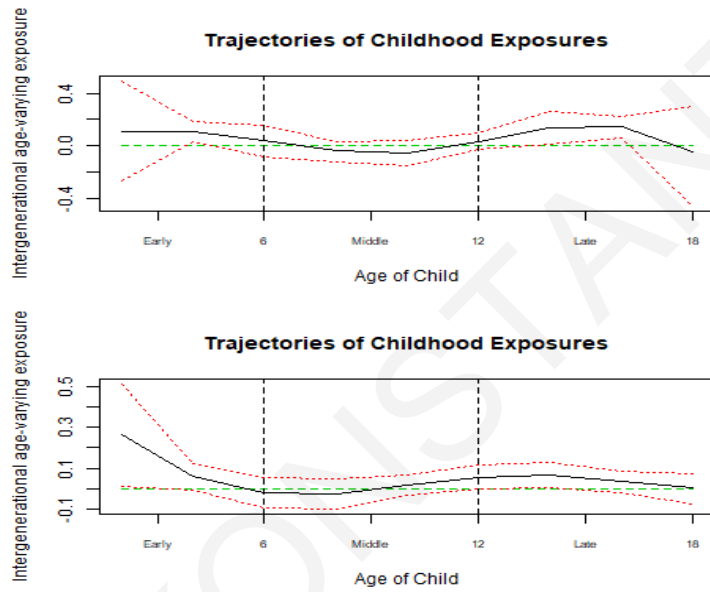 Trajectories of Childhood Exposures
Intergenerational age-varying exposure
0.4
0.0
-0.4
Early 6 Middle 12 Late 18
Age of Child
Trajectories of Childhood Exposures
Intergenerational age-varying exposure
0.5
0.3
0.1
-0.1
Early 6 Middle 12 Late 18
Age of Child
ONSTAN